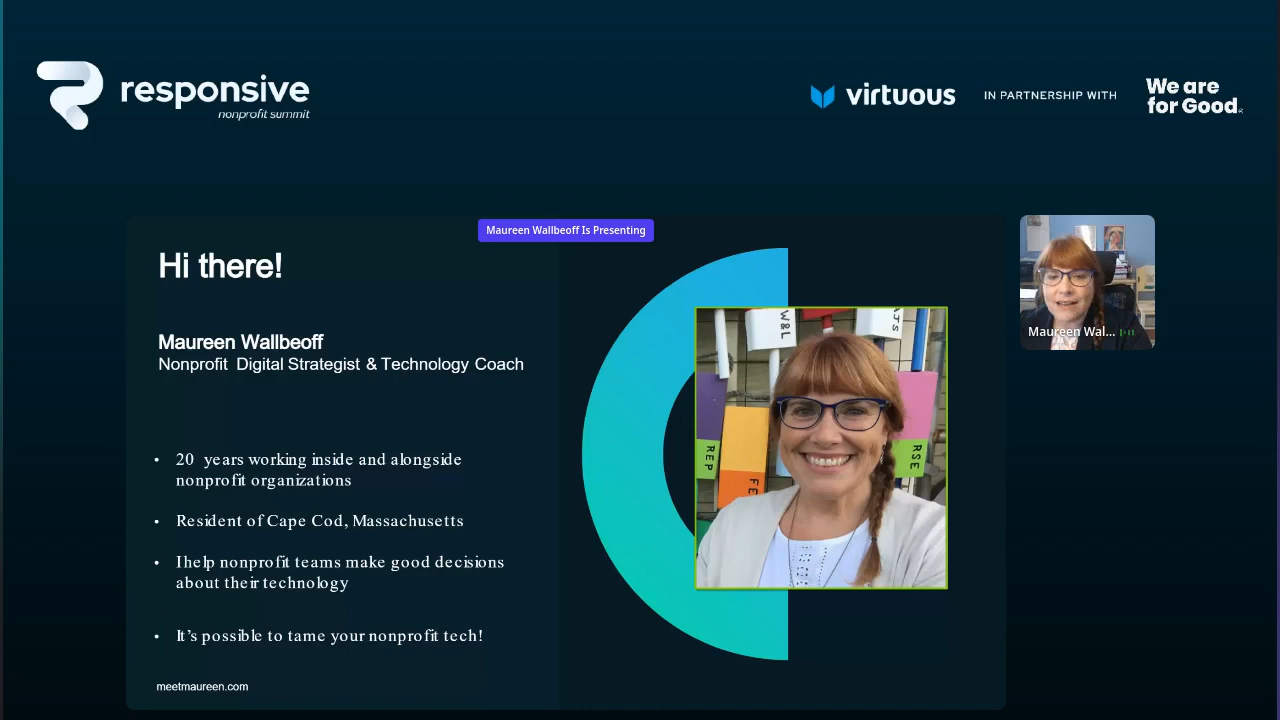 responsive
nonprofit summit
virtuous
IN PARTNERSHIP WITH
We are
for Good
Maureen Wallbeoff Is Presenting
Hi there!
Maureen Wallbeoff
Nonprofit Digital Strategist & Technology Coach
• 20 years working inside and alongside
nonprofit organizations
• Resident of Cape Cod, Massachusetts
• I help nonprofit teams make good decisions
about their technology
• It's possible to tame your nonprofit tech!
meetmaureen.com
W&L
REP
FE
RSE
Maureen Wal...